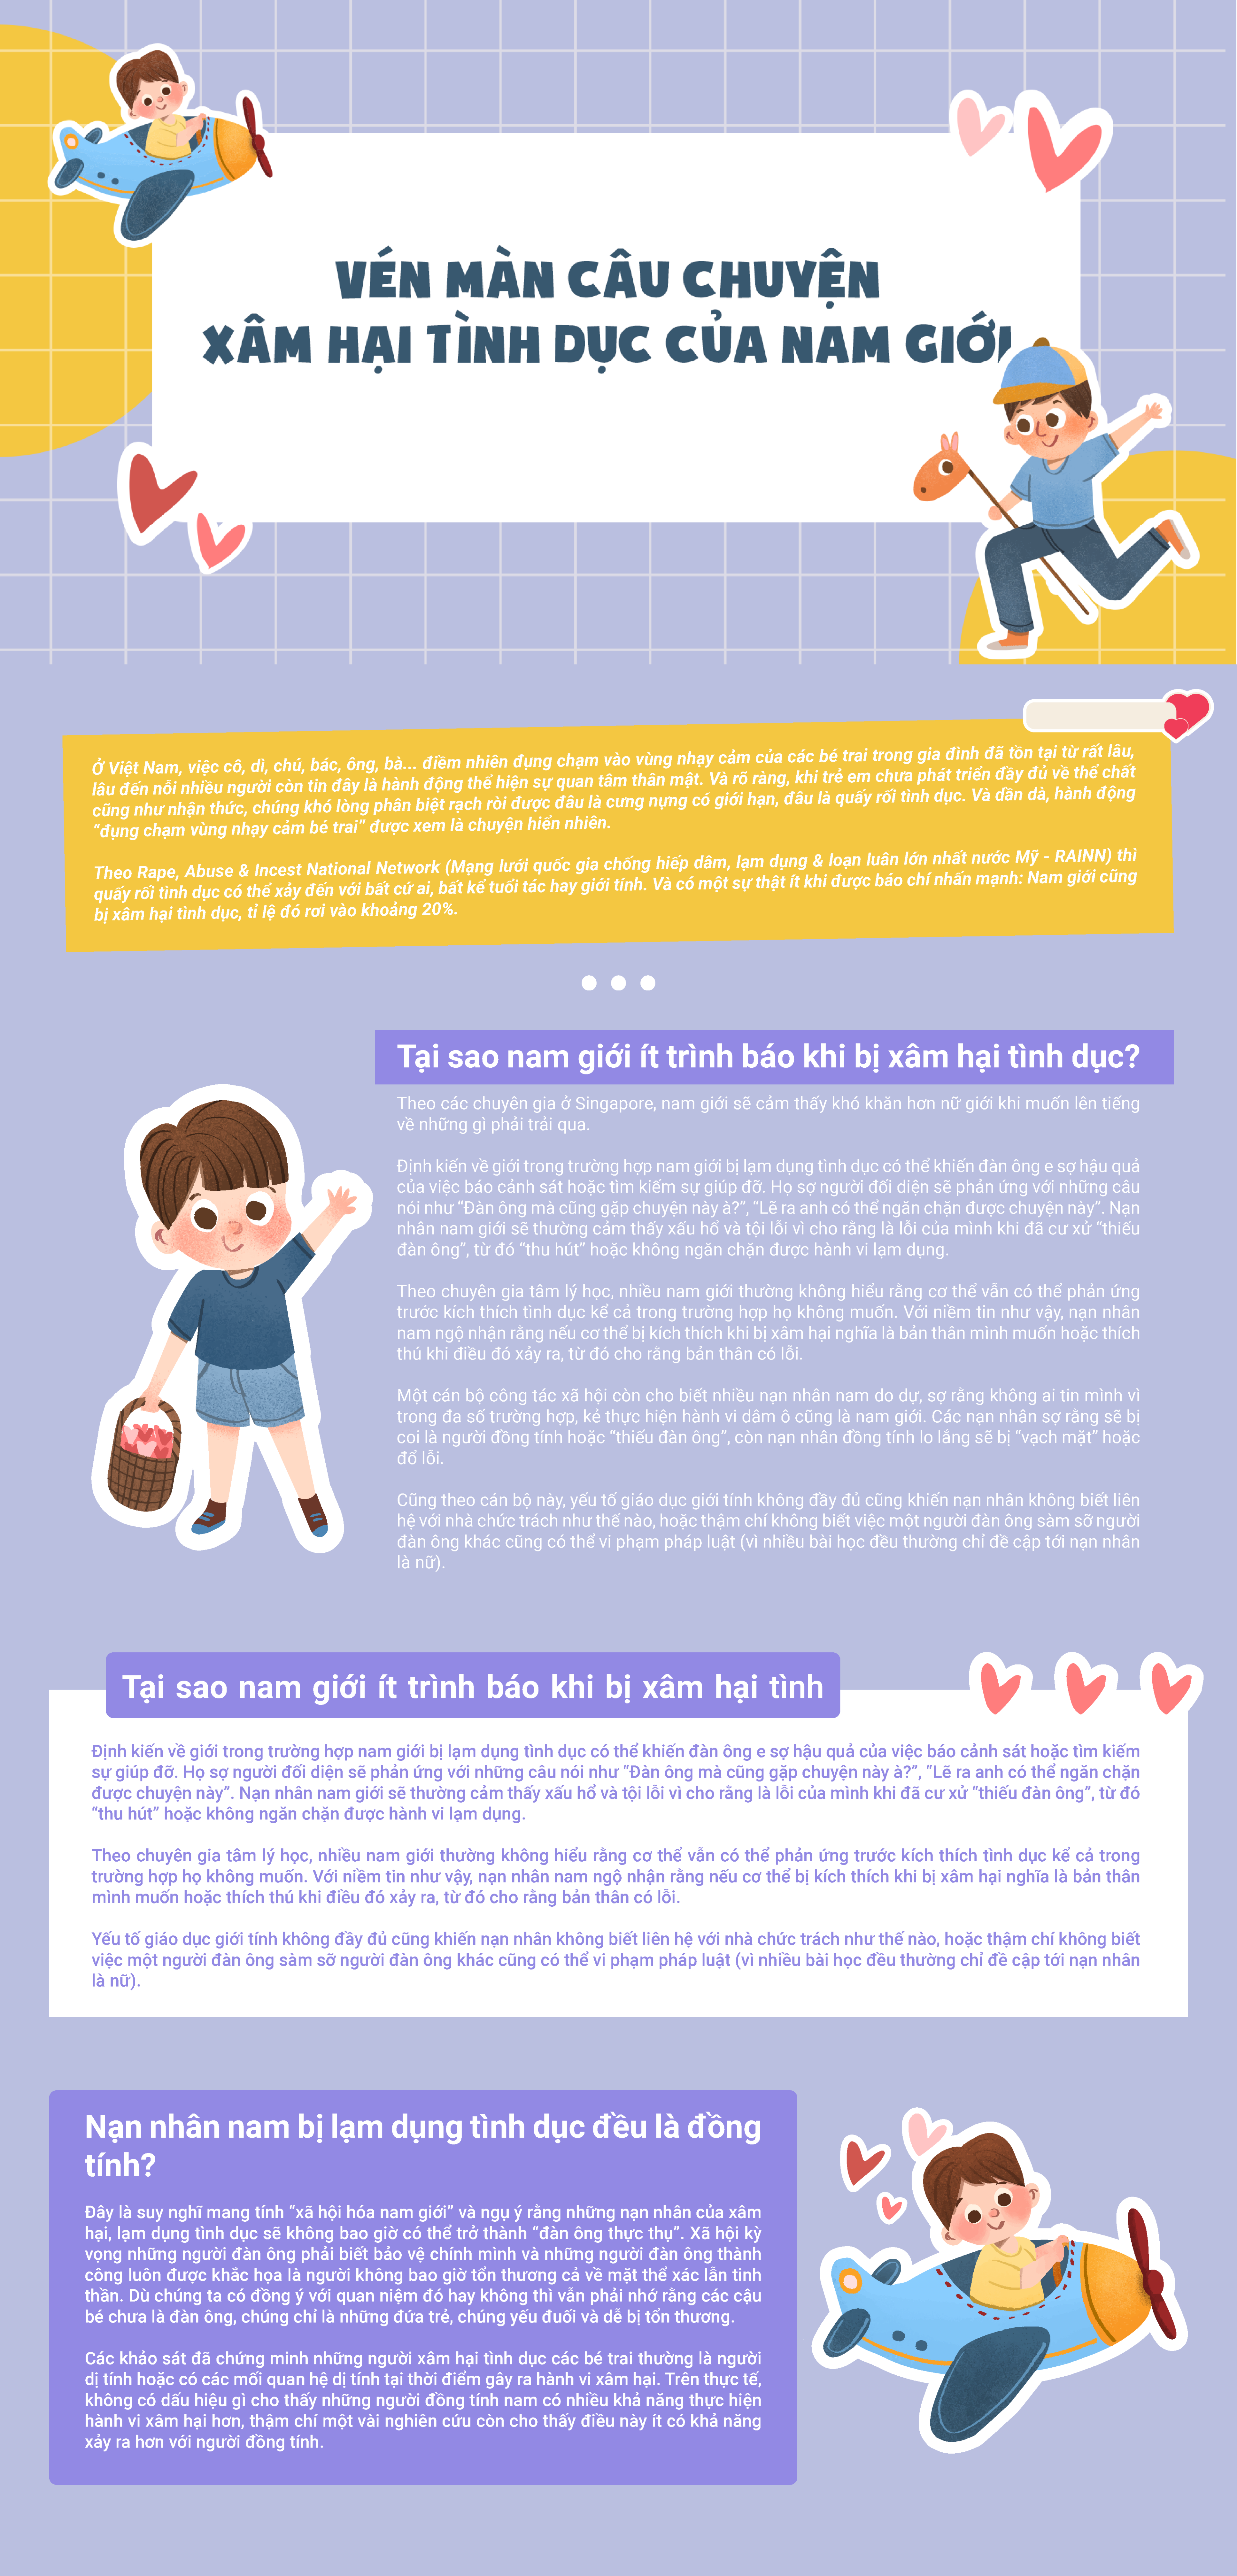 VÉN MÀN CÂU CHUYỆN
XÂM HẠI TÌNH DỤC CỦA NAM GIỚI
Ở Việt Nam, việc cô, dì, chú, bác, ông, bà... điềm nhiên đụng chạm vào vùng nhạy cảm của các bé trai trong gia đình đã tồn tại từ rất lâu,
lâu đến nỗi nhiều người còn tin đây là hành động thể hiện sự quan tâm thân mật. Và rõ ràng, khi trẻ em chưa phát triển đầy đủ về thể chất
cũng như nhận thức, chúng khó lòng phân biệt rạch ròi được đâu là cưng nựng có giới hạn, đâu là quấy rối tình dục. Và dần dà, hành động
“đụng chạm vùng nhạy cảm bé trai” được xem là chuyện hiển nhiên.
Theo Rape, Abuse & Incest National Network (Mạng lưới quốc gia chống hiếp dâm, lạm dụng & loạn luân lớn nhất nước Mỹ - RAINN) thì
quấy rối tình dục có thể xảy đến với bất cứ ai, bất kể tuổi tác hay giới tính. Và có một sự thật ít khi được báo chí nhấn mạnh: Nam giới cũng
bị xâm hại tình dục, tỉ lệ đó rơi vào khoảng 20%.
Tại sao nam giới ít trình báo khi bị xâm hại tình dục?
Theo các chuyên gia ở Singapore, nam giới sẽ cảm thấy khó khăn hơn nữ giới khi muốn lên tiếng
về những gì phải trải qua.
Định kiến về giới trong trường hợp nam giới bị lạm dụng tình dục có thể khiến đàn ông e sợ hậu quả
của việc báo cảnh sát hoặc tìm kiếm sự giúp đỡ. Họ sợ người đối diện sẽ phản ứng với những câu
nói như “Đàn ông mà cũng gặp chuyện này à?”, “Lẽ ra anh có thể ngăn chặn được chuyện này”. Nạn
nhân nam giới sẽ thường cảm thấy xấu hổ và tội lỗi vì cho rằng là lỗi của mình khi đã cư xử “thiếu
đàn ông”, từ đó “thu hút” hoặc không ngăn chặn được hành vi lạm dụng.
Theo chuyên gia tâm lý học, nhiều nam giới thường không hiểu rằng cơ thể vẫn có thể phản ứng
trước kích thích tình dục kể cả trong trường hợp họ không muốn. Với niềm tin như vậy, nạn nhân
nam ngộ nhận rằng nếu cơ thể bị kích thích khi bị xâm hại nghĩa là bản thân mình muốn hoặc thích
thú khi điều đó xảy ra, từ đó cho rằng bản thân có lỗi.
Một cán bộ công tác xã hội còn cho biết nhiều nạn nhân nam do dự, sợ rằng không ai tin mình vì
trong đa số trường hợp, kẻ thực hiện hành vi dâm ô cũng là nam giới. Các nạn nhân sợ rằng sẽ bị
coi là người đồng tính hoặc “thiếu đàn ông”, còn nạn nhân đồng tính lo lắng sẽ bị “vạch mặt” hoặc
đổ lỗi.
Cũng theo cán bộ này, yếu tố giáo dục giới tính không đầy đủ cũng khiến nạn nhân không biết liên
hệ với nhà chức trách như thế nào, hoặc thậm chí không biết việc một người đàn ông sàm sỡ người
đàn ông khác cũng có thể vi phạm pháp luật (vì nhiều bài học đều thường chỉ đề cập tới nạn nhân
là nữ).
Tại sao nam giới ít trình báo khi bị xâm hại tình
Định kiến về giới trong trường hợp nam giới bị lạm dụng tình dục có thể khiến đàn ông e sợ hậu quả của việc báo cảnh sát hoặc tìm kiếm
sự giúp đỡ. Họ sợ người đối diện sẽ phản ứng với những câu nói như “Đàn ông mà cũng gặp chuyện này à?”, “Lẽ ra anh có thể ngăn chặn
được chuyện này”. Nạn nhân nam giới sẽ thường cảm thấy xấu hổ và tội lỗi vì cho rằng là lỗi của mình khi đã cư xử “thiếu đàn ông”, từ đó
“thu hút” hoặc không ngăn chặn được hành vi lạm dụng.
Theo chuyên gia tâm lý học, nhiều nam giới thường không hiểu rằng cơ thể vẫn có thể phản ứng trước kích thích tình dục kể cả trong
trường hợp họ không muốn. Với niềm tin như vậy, nạn nhân nam ngộ nhận rằng nếu cơ thể bị kích thích khi bị xâm hại nghĩa là bản thân
mình muốn hoặc thích thú khi điều đó xảy ra, từ đó cho rằng bản thân có lỗi.
Yếu tố giáo dục giới tính không đầy đủ cũng khiến nạn nhân không biết liên hệ với nhà chức trách như thế nào, hoặc thậm chí không biết
việc một người đàn ông sàm sỡ người đàn ông khác cũng có thể vi phạm pháp luật (vì nhiều bài học đều thường chỉ đề cập tới nạn nhân
là nữ).
Nạn nhân nam bị lạm dụng tình dục đều là đồng
tính?
Đây là suy nghĩ mang tính “xã hội hóa nam giới” và ngụ ý rằng những nạn nhân của xâm
hại, lạm dụng tình dục sẽ không bao giờ có thể trở thành “đàn ông thực thụ”. Xã hội kỳ
vọng những người đàn ông phải biết bảo vệ chính mình và những người đàn ông thành
công luôn được khắc họa là người không bao giờ tổn thương cả về mặt thể xác lẫn tinh
thần. Dù chúng ta có đồng ý với quan niệm đó hay không thì vẫn phải nhớ rằng các cậu
bé chưa là đàn ông, chúng chỉ là những đứa trẻ, chúng yếu đuối và dễ bị tổn thương.
Các khảo sát đã chứng minh những người xâm hại tình dục các bé trai thường là người
dị tính hoặc có các mối quan hệ dị tính tại thời điểm gây ra hành vi xâm hại. Trên thực tế,
không có dấu hiệu gì cho thấy những người đồng tính nam có nhiều khả năng thực hiện
hành vi xâm hại hơn, thậm chí một vài nghiên cứu còn cho thấy điều này ít có khả năng
xảy ra hơn với người đồng tính.